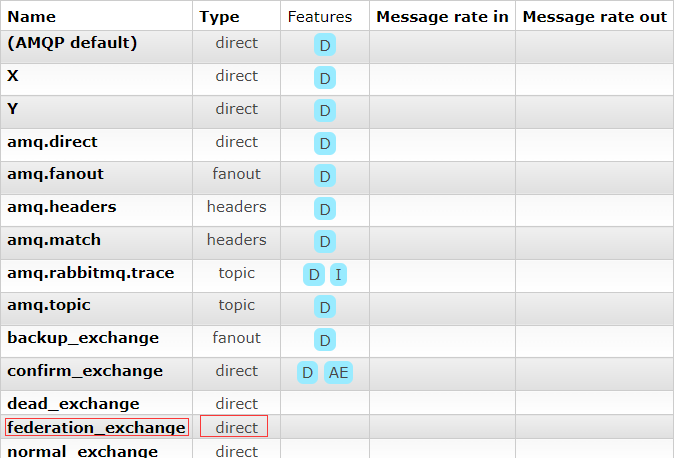 Name Type Features Message rate in Message rate out
(AMQP default) direct D
X direct D
Y direct D
amq.direct direct D
amq.fanout fanout D
amq.headers headers D
amq.match headers D
amq.rabbitmq.trace topic D I
amq.topic topic D
backup_exchange fanout D
confirm_exchange direct D AE
dead_exchange direct
federation_exchange direct
normal_exchange direct